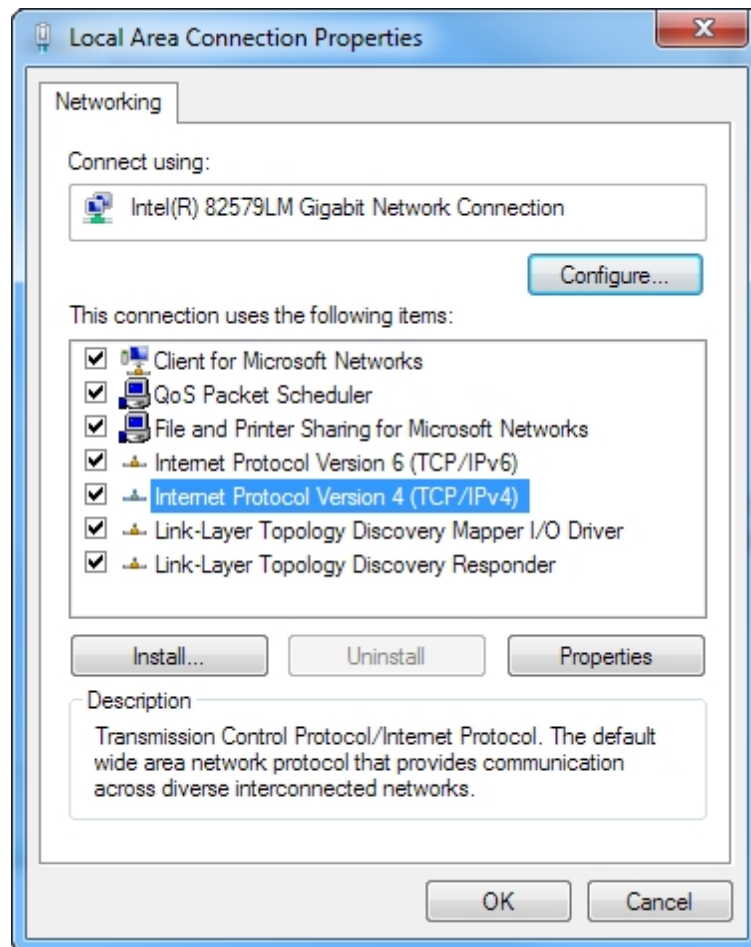 Local Area Connection Properties
Networking
Connect using:
Intel(R) 82579LM Gigabit Network Connection
Configure...
This connection uses the following items:
Client for Microsoft Networks
QoS Packet Scheduler
File and Printer Sharing for Microsoft Networks
Internet Protocol Version 6 (TCP/IPv6)
Internet Protocol Version 4 (TCP/IPv4)
Link-Layer Topology Discovery Mapper I/O Driver
Link-Layer Topology Discovery Responder
Install...
Uninstall
Properties
Description
Transmission Control Protocol/Internet Protocol. The default
wide area network protocol that provides communication
across diverse interconnected networks.
OK
Cancel